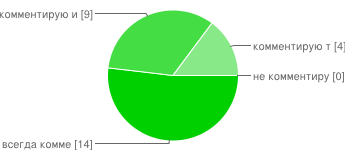 комментирую и [9]
комментирую т [4]
не комментиру [0]
всегда комме [14]